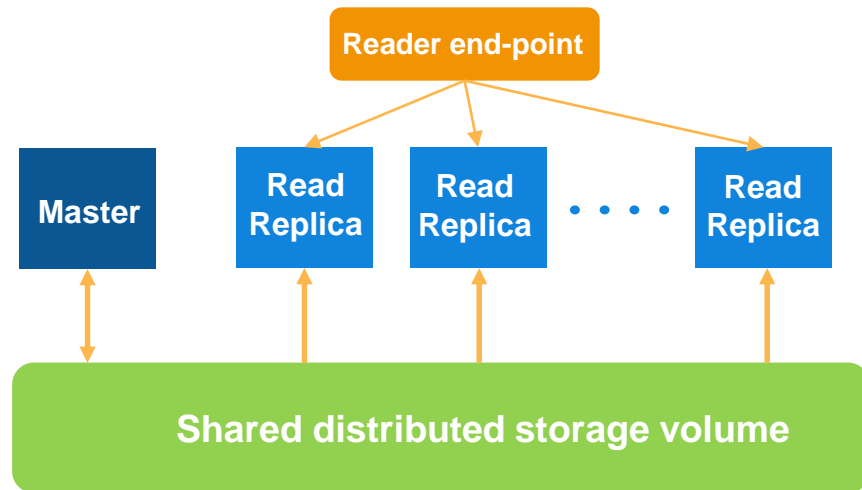 Reader end-point
Master
Read
Replica
Read
Replica
Read
Replica
Shared distributed storage volume